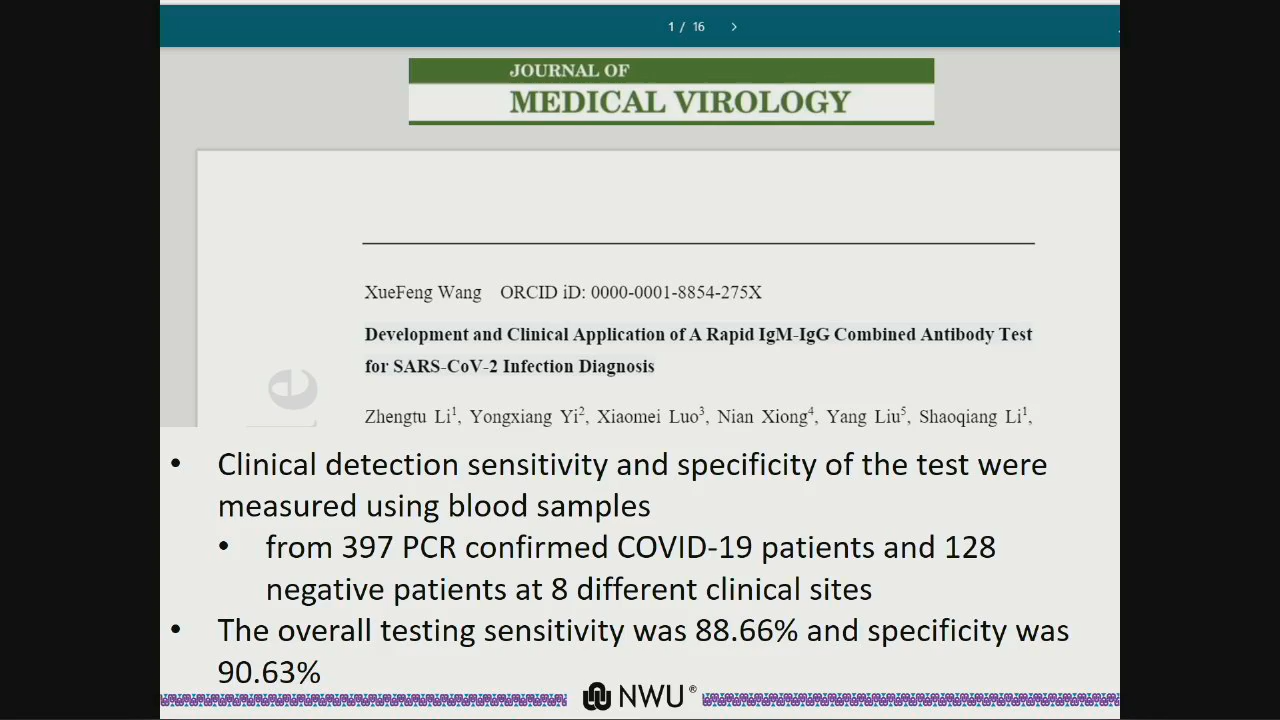 1 / 16 >
JOURNAL OF
MEDICAL VIROLOGY
XueFeng Wang ORCID iD: 0000-0001-8854-275X
Development and Clinical Application of A Rapid IgM-IgG Combined Antibody Test
for SARS-CoV-2 Infection Diagnosis
Zhengtu Li1, Yongxiang Yi2, Xiaomei Luo3, Nian Xiong4, Yang Liu5, Shaoqiang Li1,
• Clinical detection sensitivity and specificity of the test were
measured using blood samples
• from 397 PCR confirmed COVID-19 patients and 128
negative patients at 8 different clinical sites
• The overall testing sensitivity was 88.66% and specificity was
90.63%
NWU®